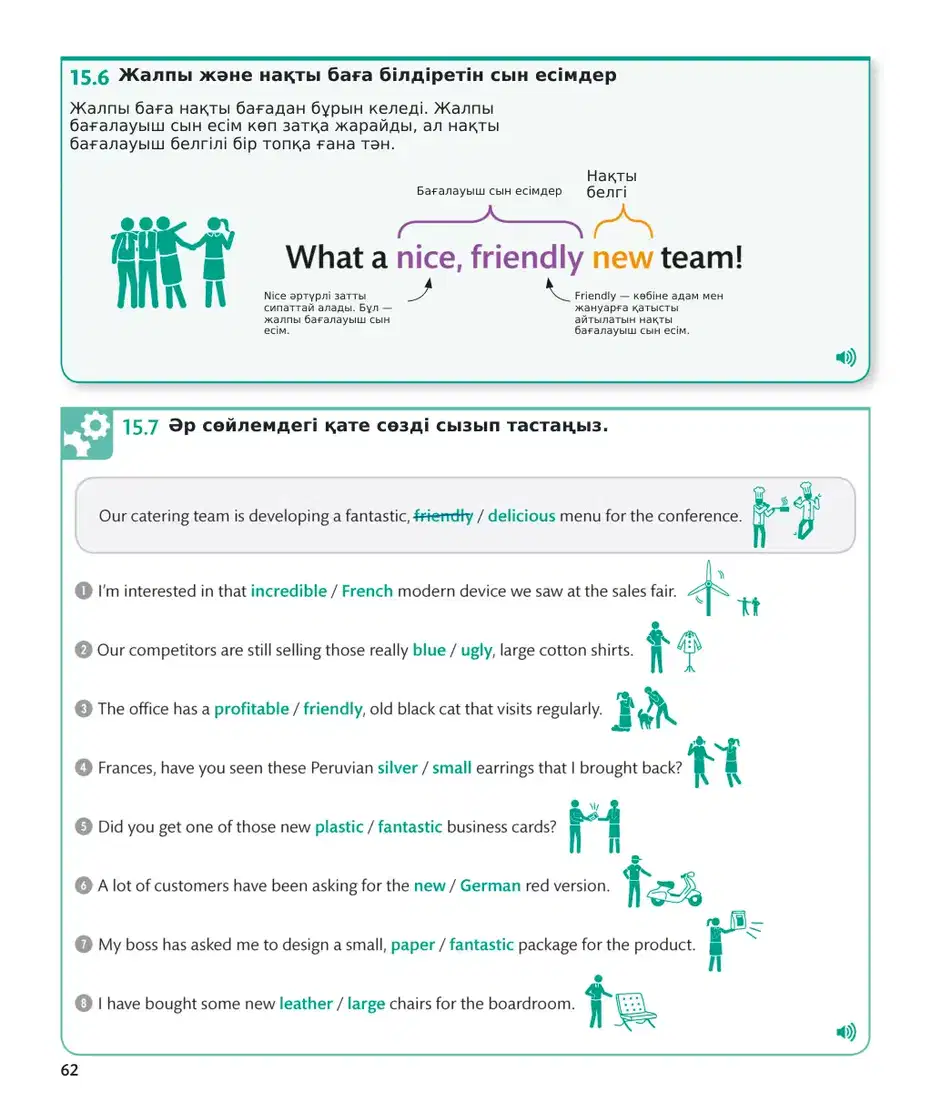 15.6 Жалпы және нақты баға білдіретін сын есімдер
Жалпы баға нақты бағадан бұрын келеді. Жалпы
бағалауыш сын есім көп затқа жарайды, ал нақты
бағалауыш белгілі бір топқа ғана тән.
Бағалауыш сын есімдер
Нақты
белгі
What a nice, friendly new team!
Nice әртүрлі затты
сипаттай алады. Бұл —
жалпы бағалауыш сын
есім.
Friendly — көбіне адам мен
жануарға қатысты
айтылатын нақты
бағалауыш сын есім.
15.7 Әр сөйлемдегі қате сөзді сызып тастаңыз.
Our catering team is developing a fantastic, friendly / delicious menu for the conference.
1 I'm interested in that incredible / French modern device we saw at the sales fair.
2 Our competitors are still selling those really blue / ugly, large cotton shirts.
3 The office has a profitable / friendly, old black cat that visits regularly.
4 Frances, have you seen these Peruvian silver / small earrings that I brought back?
5 Did you get one of those new plastic / fantastic business cards?
6 A lot of customers have been asking for the new / German red version.
7 My boss has asked me to design a small, paper / fantastic package for the product.
8 I have bought some new leather / large chairs for the boardroom.
62